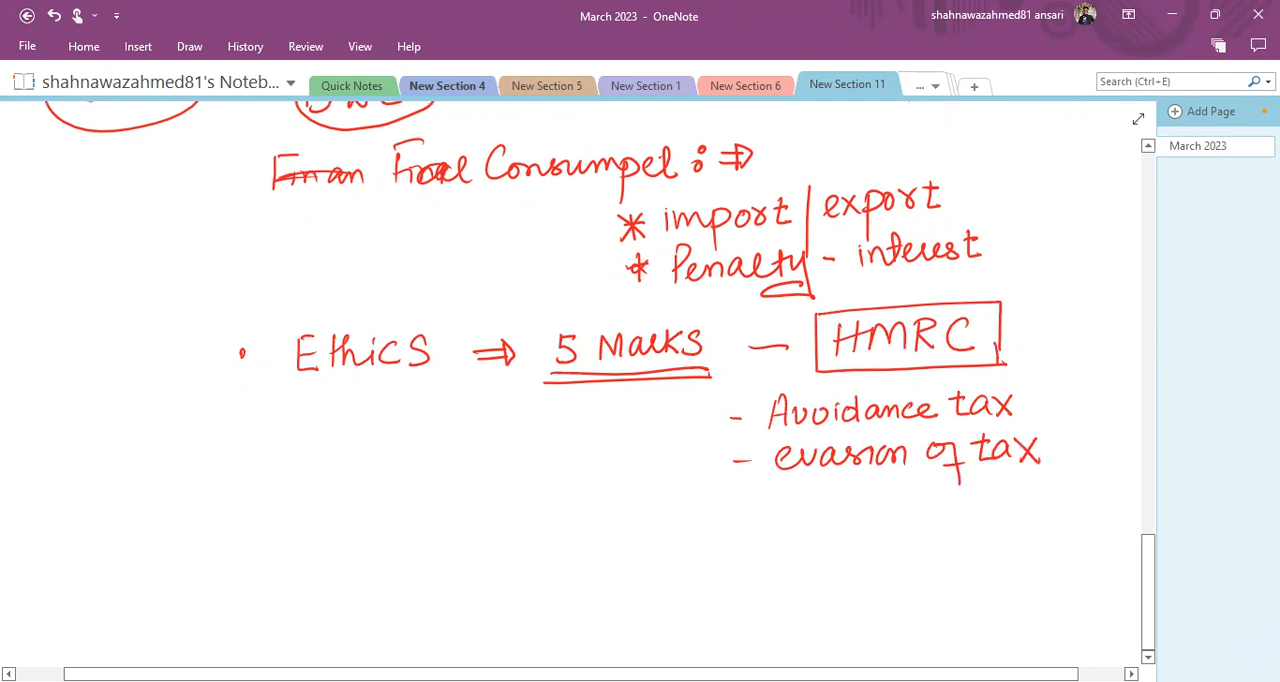 March 2023 - OneNote
shahnawazahmed81 ansari
File Home Insert Draw History Review View Help
shahnawazahmed81's Noteb...
Quick Notes New Section 4 New Section 5 New Section 1 New Section 6 New Section 11 ... +
Search (Ctrl+E)
Add Page
March 2023
Consumpel : ⇒
* import / export
* Penalty - interest
• Ethics ⇒ 5 Marks — HMRC
- Avoidance tax
- evasion of tax